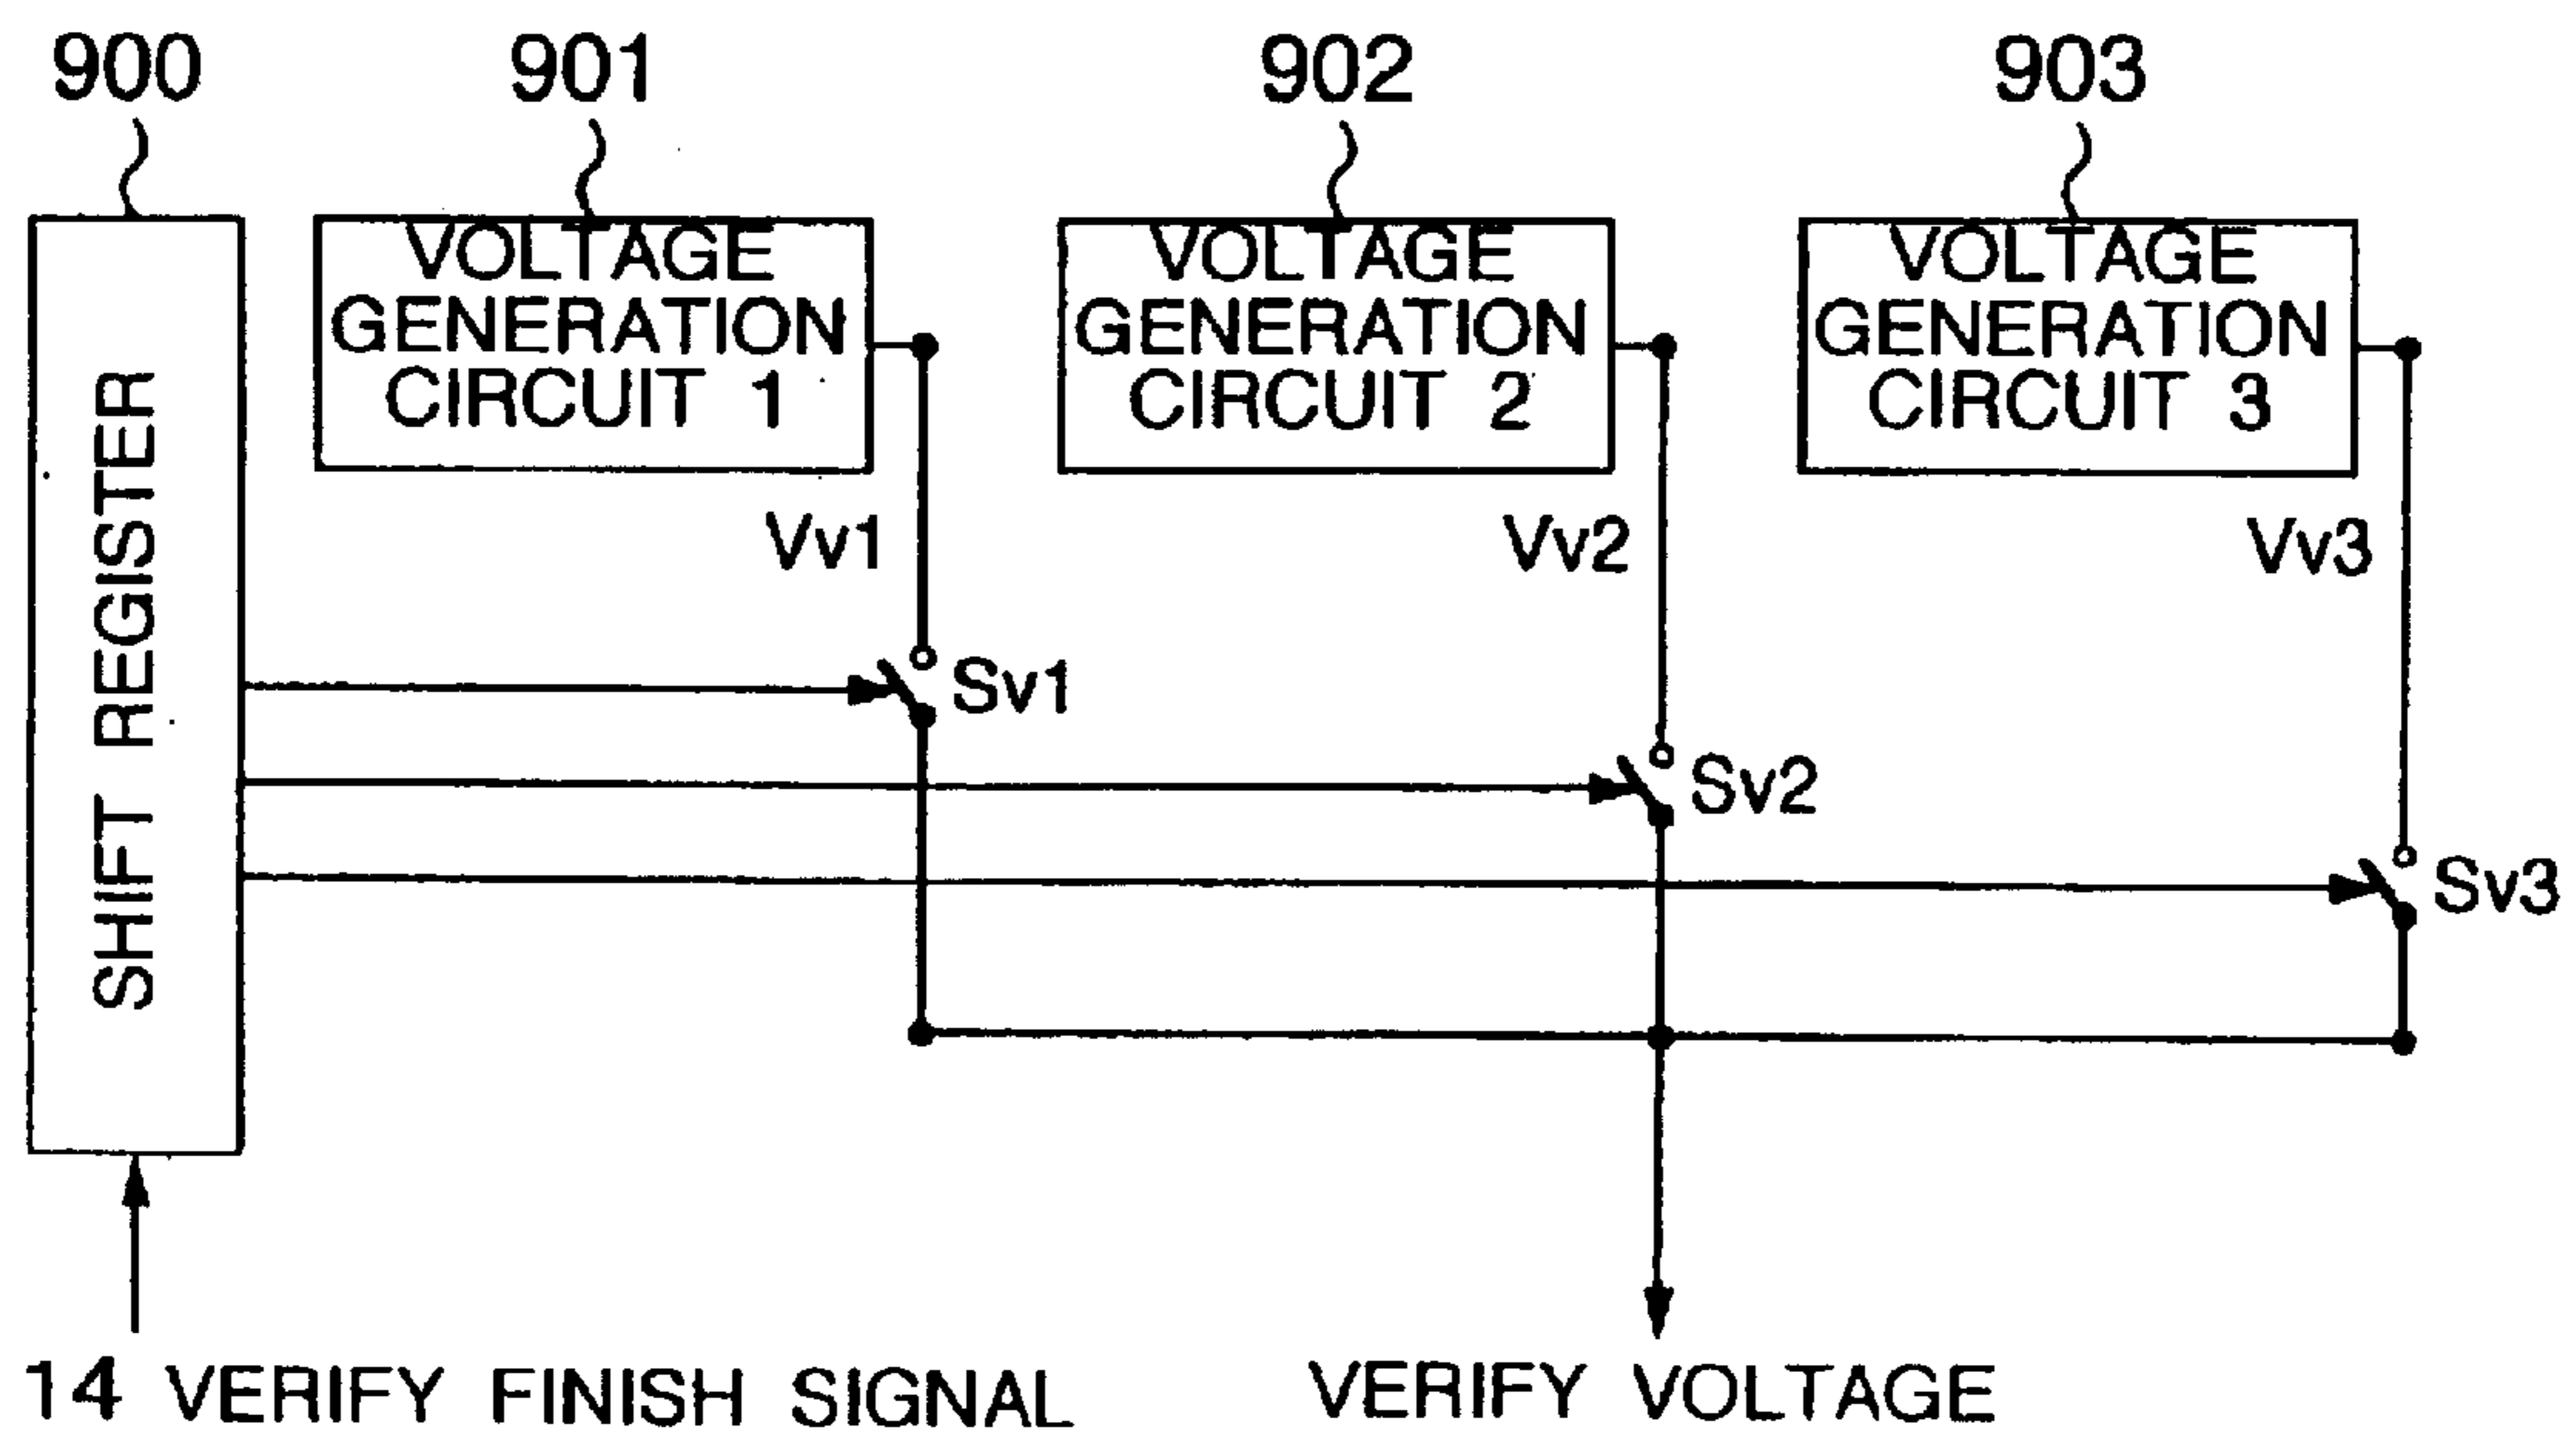 900
901
902
903
VOLTAGE
GENERATION
CIRCUIT 1
VOLTAGE
GENERATION
CIRCUIT 2
VOLTAGE
GENERATION
CIRCUIT 3
SHIFT REGISTER
Vv1
Vv2
Vv3
Sv1
Sv2
Sv3
14 VERIFY FINISH SIGNAL
VERIFY VOLTAGE